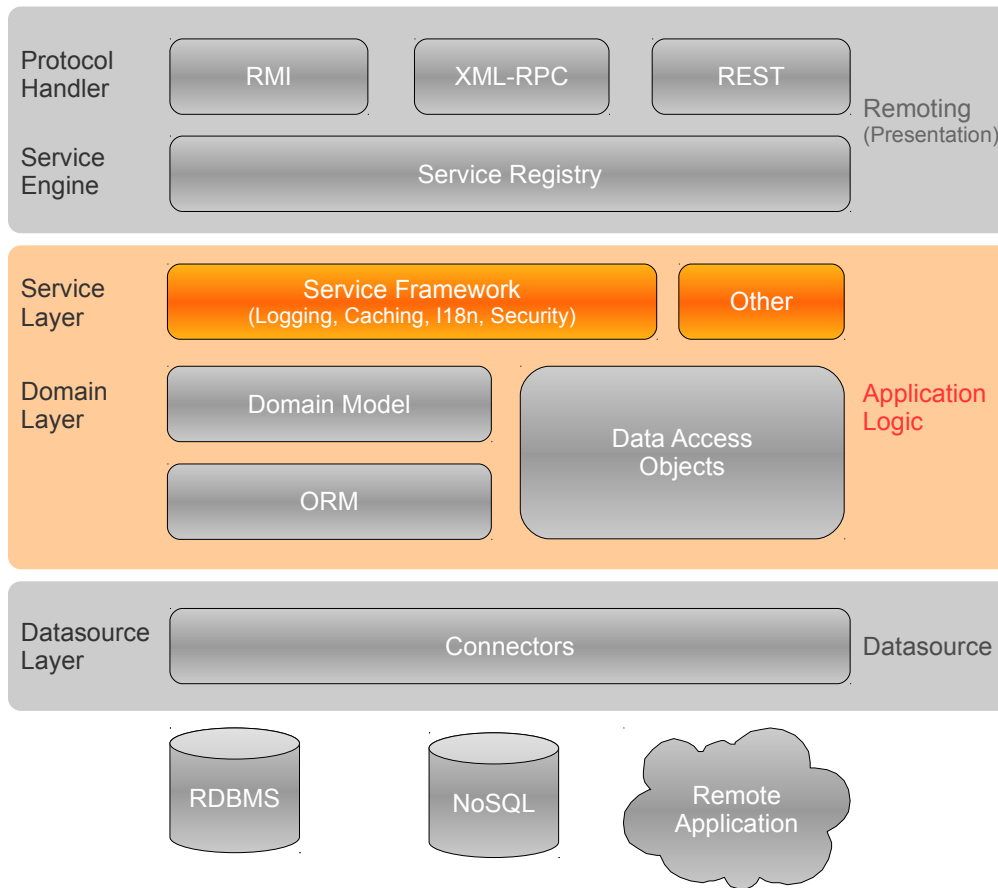 Protocol
Handler
RMI
XML-RPC
REST
Remoting
(Presentation)
Service
Engine
Service Registry
Service
Layer
Service Framework
(Logging, Caching, I18n, Security)
Other
Domain
Layer
Domain Model
Data Access
Objects
Application
Logic
ORM
Datasource
Layer
Connectors
Datasource
RDBMS
NoSQL
Remote
Application